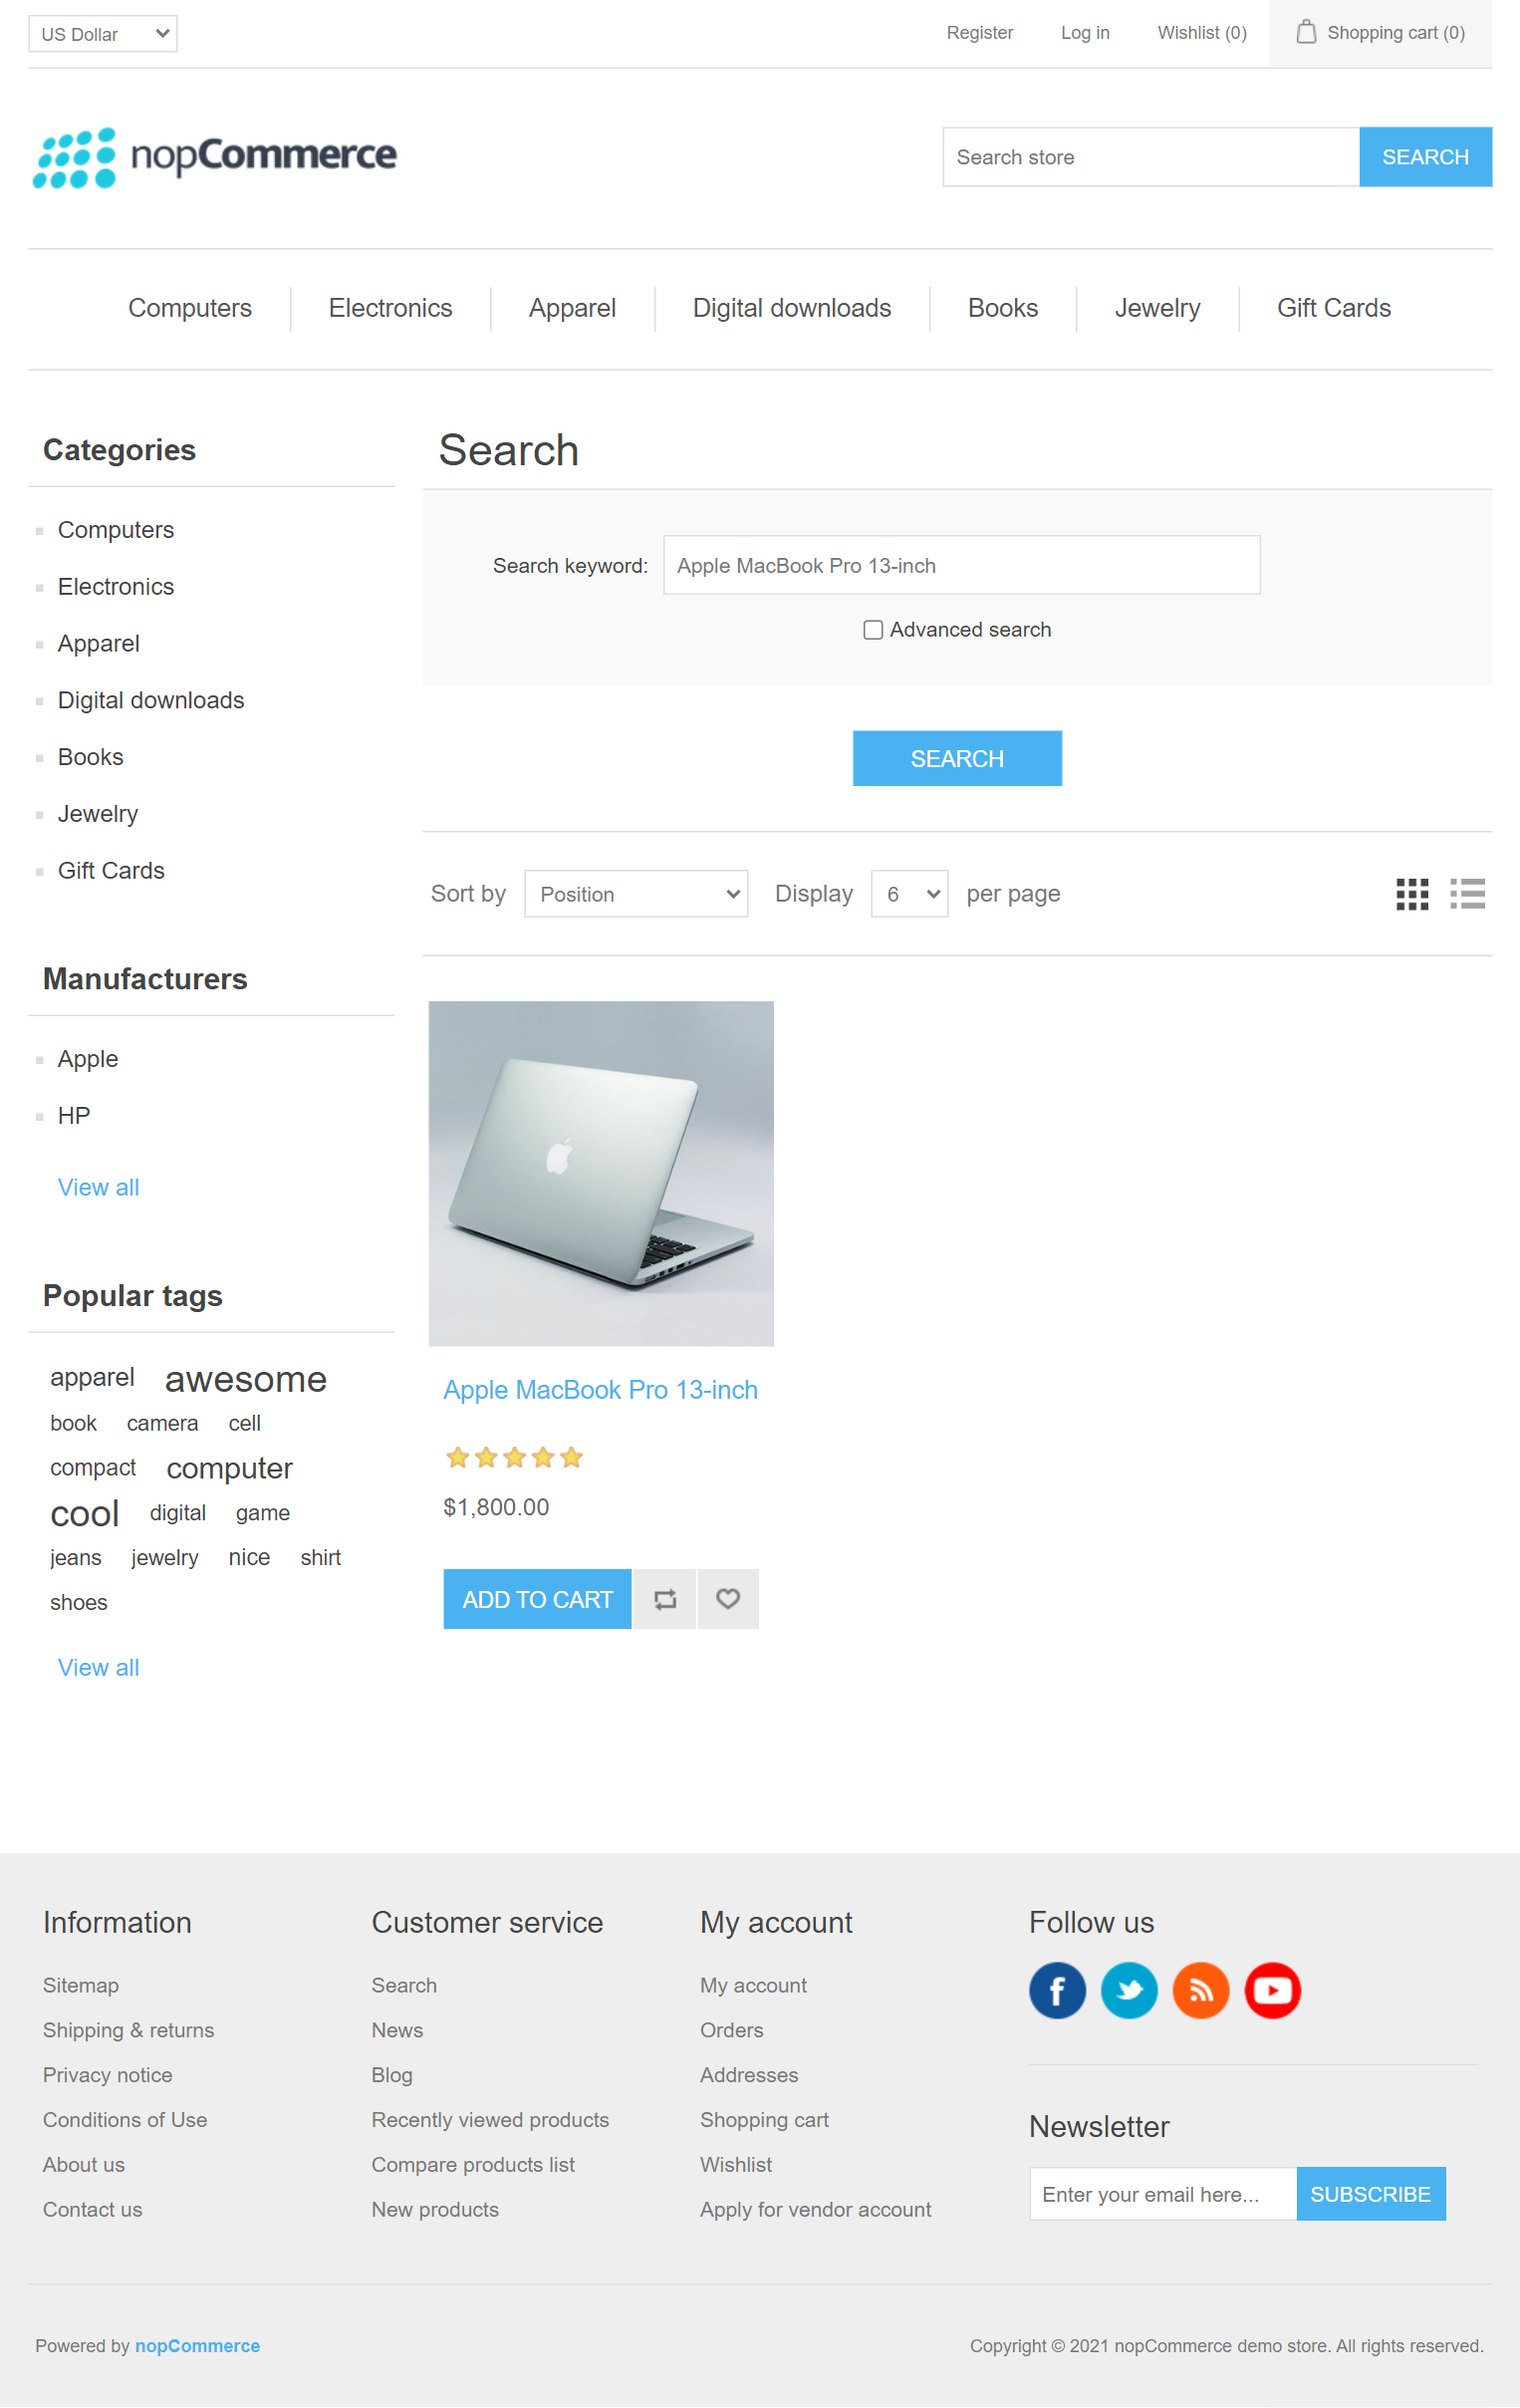 US Dollar
Register
Log in
Wishlist (0)
Shopping cart (0)
nopCommerce
Search store
SEARCH
Computers
Electronics
Apparel
Digital downloads
Books
Jewelry
Gift Cards
Categories
Computers
Electronics
Apparel
Digital downloads
Books
Jewelry
Gift Cards
Manufacturers
Apple
HP
View all
Popular tags
apparel awesome
book camera cell
compact computer
cool digital game
jeans jewelry nice shirt
shoes
View all
Search
Search keyword: Apple MacBook Pro 13-inch
Advanced search
SEARCH
Sort by Position Display 6 per page
Apple MacBook Pro 13-inch
$1,800.00
ADD TO CART
Information
Sitemap
Shipping & returns
Privacy notice
Conditions of Use
About us
Contact us
Customer service
Search
News
Blog
Recently viewed products
Compare products list
New products
My account
My account
Orders
Addresses
Shopping cart
Wishlist
Apply for vendor account
Follow us
Newsletter
Enter your email here...
SUBSCRIBE
Powered by nopCommerce
Copyright © 2021 nopCommerce demo store. All rights reserved.